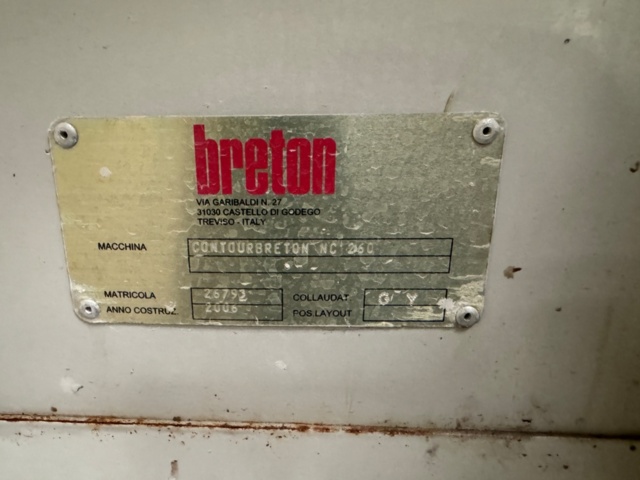 breton
VIA GARIBALDI N. 27
31030 CASTELLO DI GODEGO
TREVISO - ITALY
MACCHINA CONTOURBRETON NC 260
MATRICOLA 26792 COLLAUDAT. G Y
ANNO COSTRUZ. 2006 POS.LAYOUT